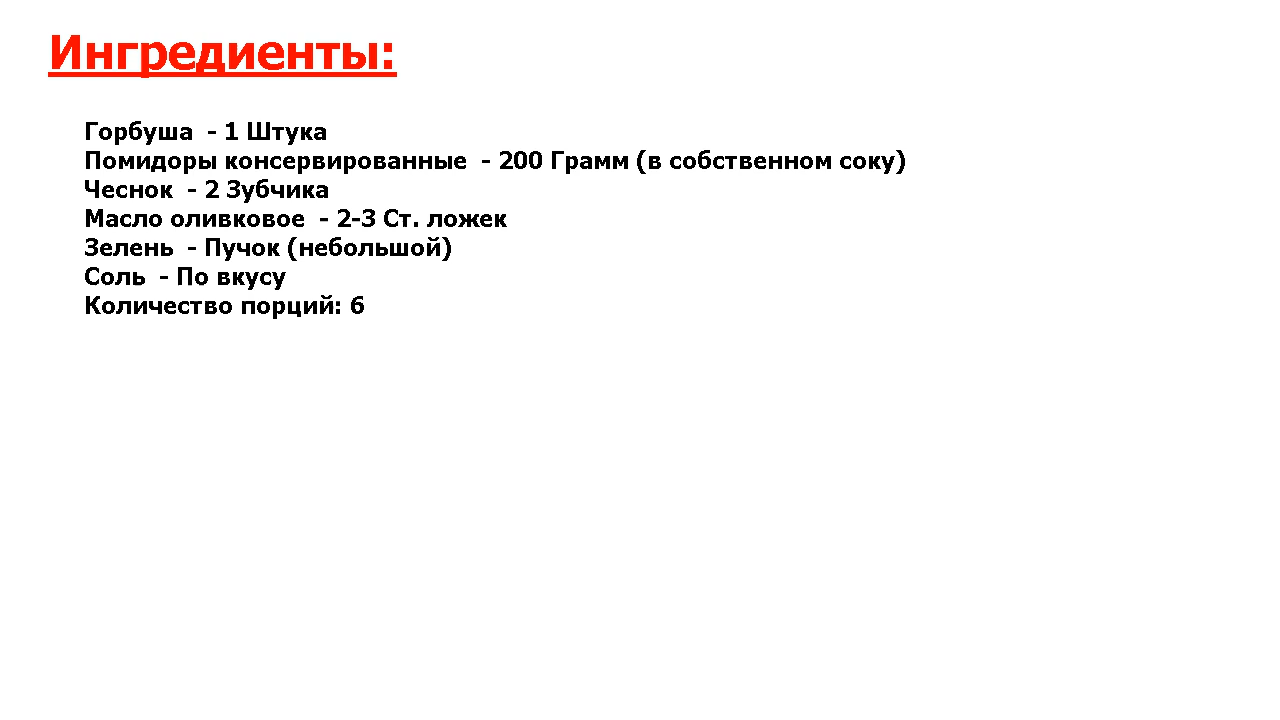 Ингредиенты:
Горбуша  - 1 Штука
Помидоры консервированные  - 200 Грамм (в собственном соку)
Чеснок  - 2 Зубчика
Масло оливковое  - 2-3 Ст. ложек
Зелень  - Пучок (небольшой)
Соль  - По вкусу
Количество порций: 6